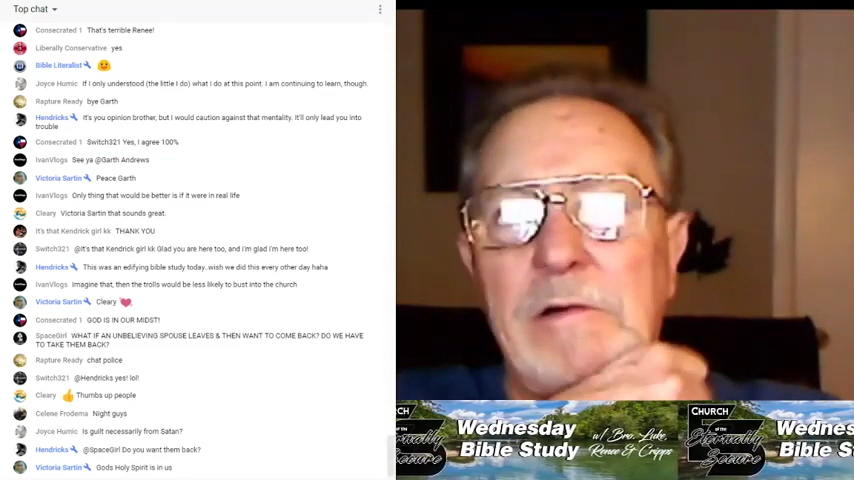 Top chat
Consecrated 1 That's terrible Renee!
Liberally Conservative yes
Bible Literalist
Joyce Humic If I only understood (the little I do) what I do at this point. I am continuing to learn, though.
Rapture Ready bye Garth
Hendricks It's you opinion brother, but I would caution against that mentality. It'll only lead you into
trouble
Consecrated 1 Switch321 Yes, I agree 100%
IvanVlogs See ya @Garth Andrews
Victoria Sartin Peace Garth
IvanVlogs Only thing that would be better is if it were in real life
Cleary Victoria Sartin that sounds great.
It's that Kendrick girl kk THANK YOU
Switch321 @It's that Kendrick girl kk Glad you are here too, and i'm glad i'm here too!
Hendricks This was an edifying bible study today..wish we did this every other day haha
IvanVlogs Imagine that, then the trolls would be less likely to bust into the church
Victoria Sartin Cleary
Consecrated 1 GOD IS IN OUR MIDST!
SpaceGirl WHAT IF AN UNBELIEVING SPOUSE LEAVES & THEN WANT TO COME BACK? DO WE HAVE
TO TAKE THEM BACK?
Rapture Ready chat police
Switch321 @Hendricks yes! lol!
Cleary Thumbs up people
Celene Frodema Night guys
Joyce Humic Is guilt necessarily from Satan?
Hendricks @SpaceGirl Do you want them back?
Victoria Sartin Gods Holy Spirit is in us
CH
of the
Eternally
Secure
Wednesday
Bible Study
w/ Bro. Luke,
Renee & Cripps
CHURCH
of the
Eternally
Secure
Wednes
Bible S